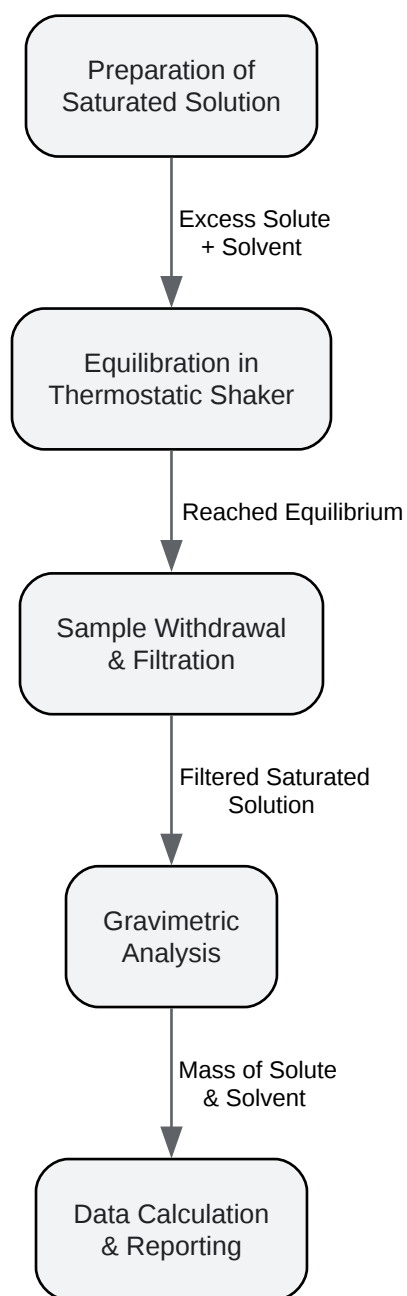 Preparation of
Saturated Solution
Excess Solute
+ Solvent
Equilibration in
Thermostatic Shaker
Reached Equilibrium
Sample Withdrawal
& Filtration
Filtered Saturated
Solution
Gravimetric
Analysis
Mass of Solute
& Solvent
Data Calculation
& Reporting